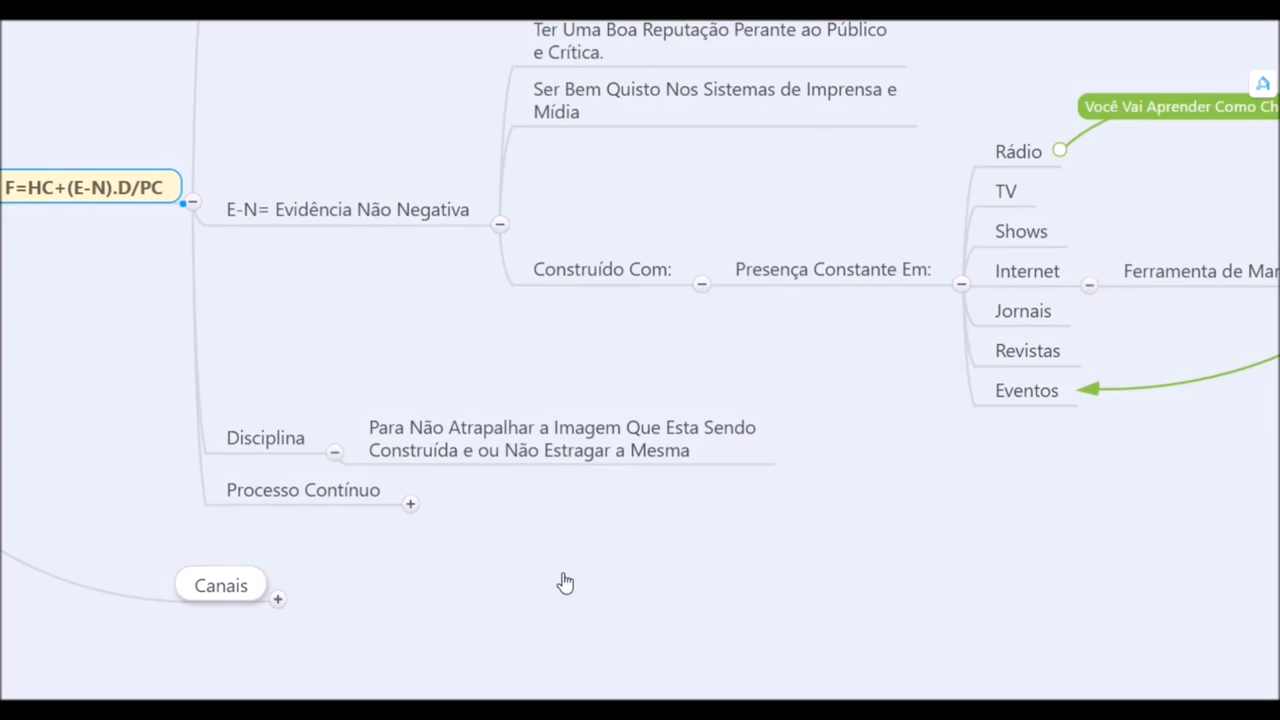 Ter Uma Boa Reputação Perante ao Público
e Crítica.
Ser Bem Quisto Nos Sistemas de Imprensa e
Mídia
Você Vai Aprender Como Ch
Rádio
F=HC+(E-N).D/PC
TV
E-N= Evidência Não Negativa
Shows
Construído Com:
Presença Constante Em:
Internet
Ferramenta de Mar
Jornais
Revistas
Eventos
Disciplina
Para Não Atrapalhar a Imagem Que Esta Sendo
Construída e ou Não Estragar a Mesma
Processo Contínuo
Canais